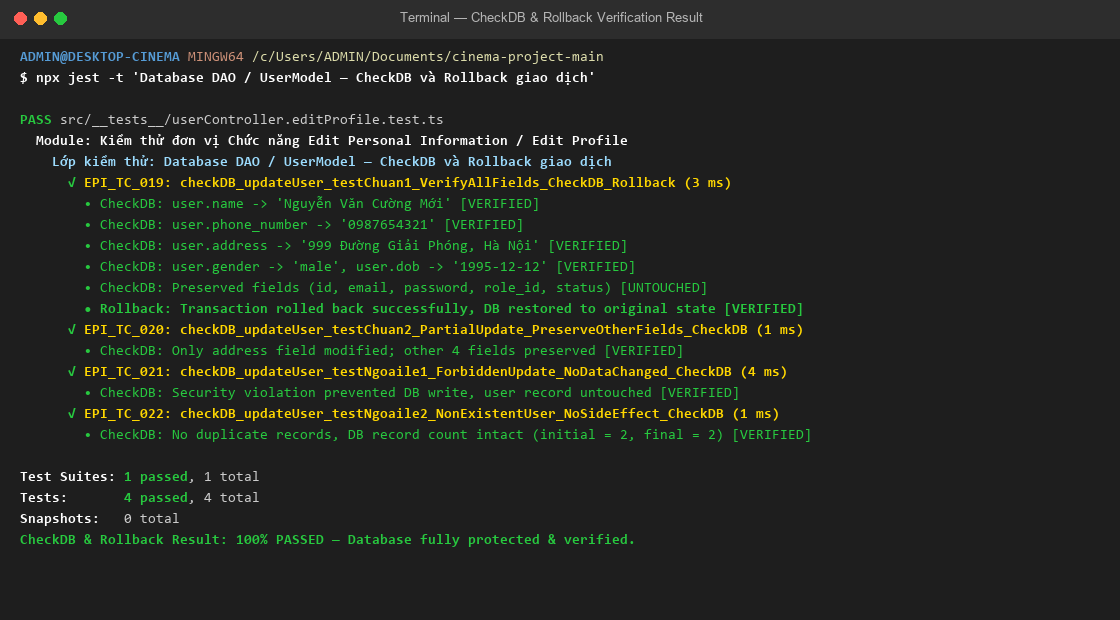 Terminal — CheckDB & Rollback Verification Result
ADMIN@DESKTOP-CINEMA MINGW64 /c/Users/ADMIN/Documents/cinema-project-main
$ npx jest -t 'Database DAO / UserModel — CheckDB và Rollback giao dịch'
PASS src/__tests__/userController.editProfile.test.ts
Module: Kiểm thử đơn vị Chức năng Edit Personal Information / Edit Profile
Lớp kiểm thử: Database DAO / UserModel — CheckDB và Rollback giao dịch
√ EPI_TC_019: checkDB_updateUser_testChuan1_VerifyAllFields_CheckDB_Rollback (3 ms)
• CheckDB: user.name -> 'Nguyễn Văn Cường Mới' [VERIFIED]
• CheckDB: user.phone_number -> '0987654321' [VERIFIED]
• CheckDB: user.address -> '999 Đường Giải Phóng, Hà Nội' [VERIFIED]
• CheckDB: user.gender -> 'male', user.dob -> '1995-12-12' [VERIFIED]
• CheckDB: Preserved fields (id, email, password, role_id, status) [UNTOUCHED]
• Rollback: Transaction rolled back successfully, DB restored to original state [VERIFIED]
√ EPI_TC_020: checkDB_updateUser_testChuan2_PartialUpdate_PreserveOtherFields_CheckDB (1 ms)
• CheckDB: Only address field modified; other 4 fields preserved [VERIFIED]
√ EPI_TC_021: checkDB_updateUser_testNgoaile1_ForbiddenUpdate_NoDataChanged_CheckDB (4 ms)
• CheckDB: Security violation prevented DB write, user record untouched [VERIFIED]
√ EPI_TC_022: checkDB_updateUser_testNgoaile2_NonExistentUser_NoSideEffect_CheckDB (1 ms)
• CheckDB: No duplicate records, DB record count intact (initial = 2, final = 2) [VERIFIED]
Test Suites: 1 passed, 1 total
Tests: 4 passed, 4 total
Snapshots: 0 total
CheckDB & Rollback Result: 100% PASSED — Database fully protected & verified.